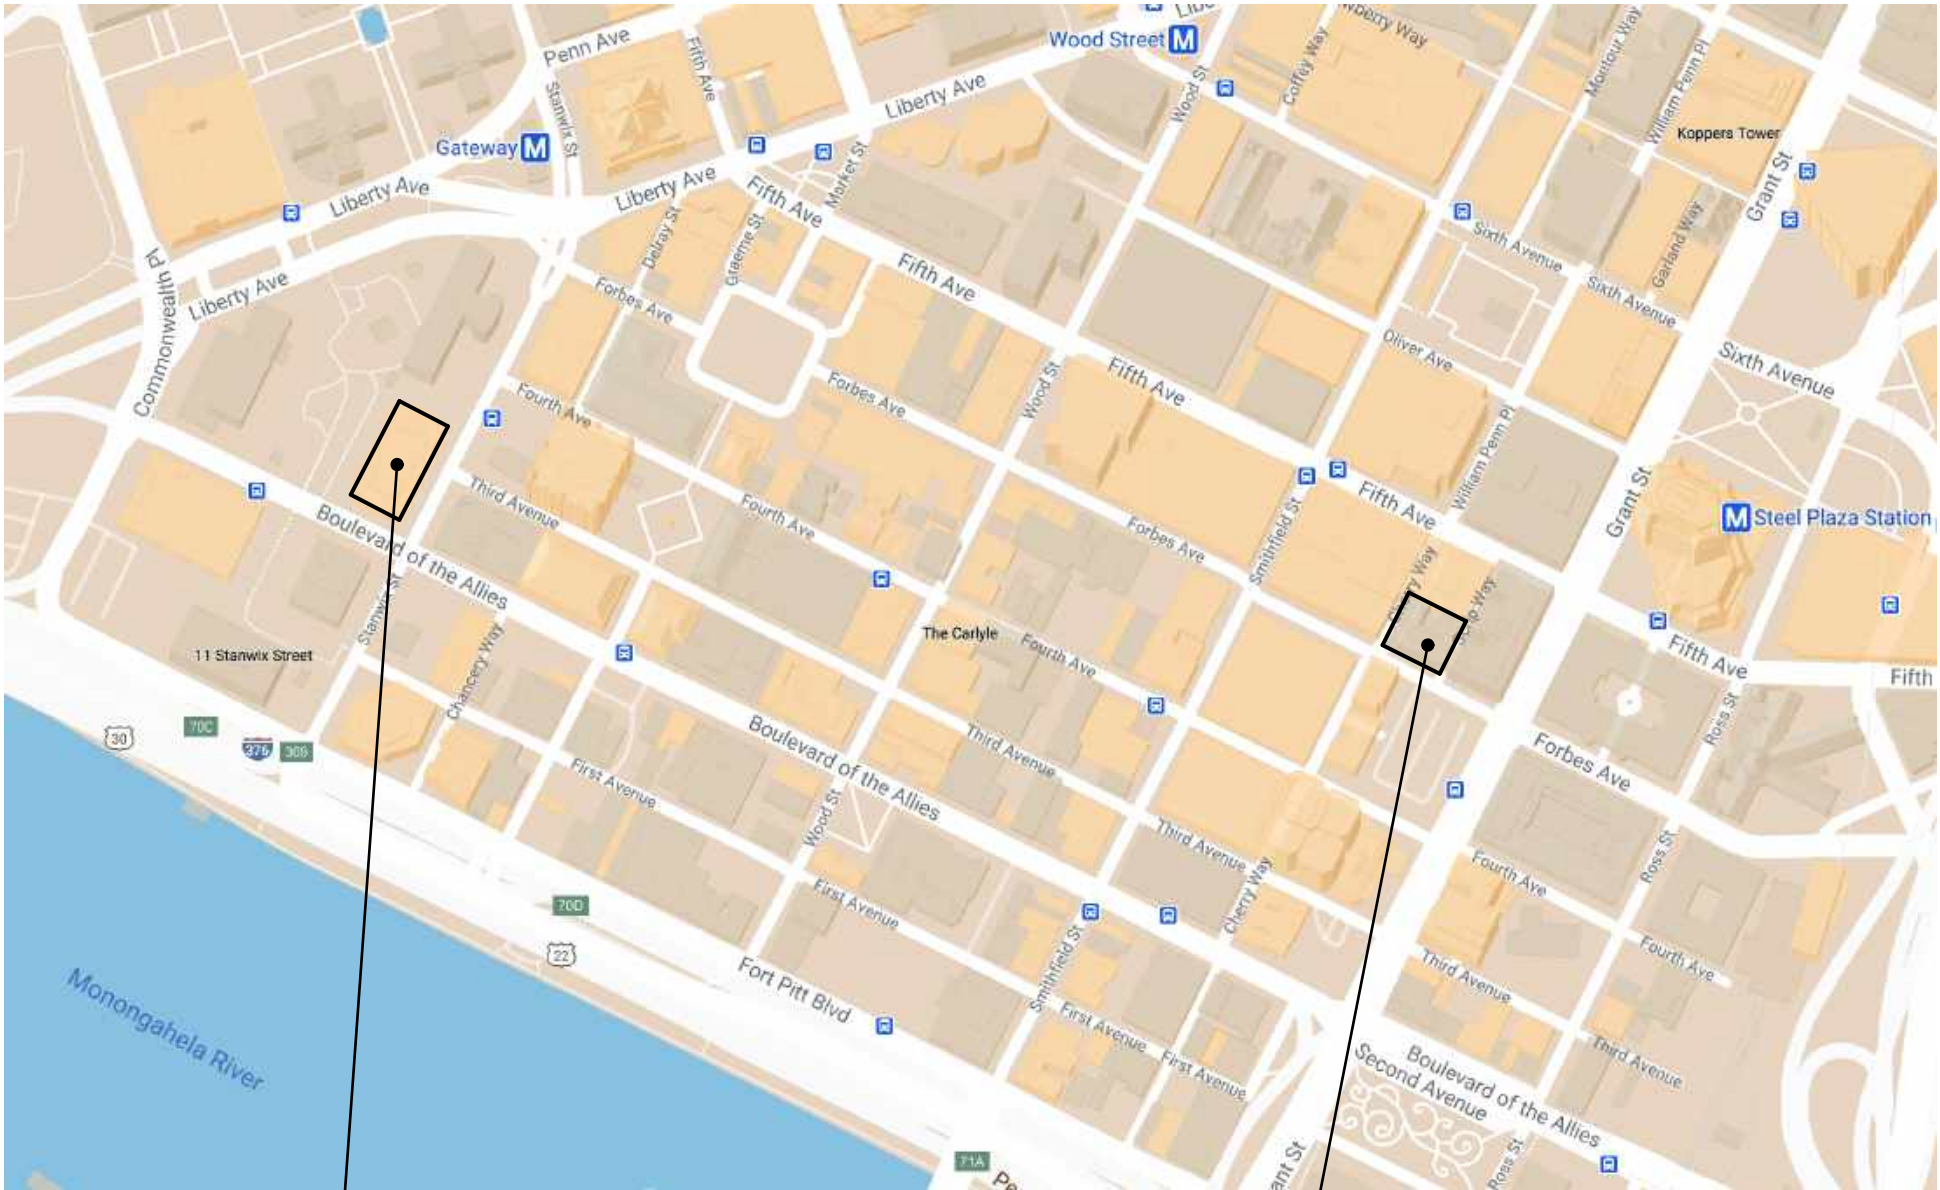 Wood Street M
Liberty Ave
Penn Ave
Fifth Ave
Stanwix St
Gateway M
Liberty Ave
Liberty Ave
Liberty Ave
Commonwealth Pl
Wood St
Coffey Way
Montour Way
William Penn Pl
Koppers Tower
Grant St
Garland Way
Market St
Fifth Ave
Delray St
Graeme St
Forbes Ave
Fifth Ave
Sixth Avenue
Sixth Avenue
Sixth Avenue
Oliver Ave
Fifth Ave
Wood St
Forbes Ave
Fourth Ave
Third Avenue
Fourth Ave
Forbes Ave
Smithfield St
Fifth Ave
William Penn Pl
Grant St
M Steel Plaza Station
Boulevard of the Allies
Stanwix St
11 Stanwix Street
Chancery Way
The Carlyle
Fourth Ave
Fifth Ave
Fifth
Ross St
Forbes Ave
30
70C
376
First Avenue
Boulevard of the Allies
Wood St
Third Avenue
Third Avenue
Cherry Way
Fourth Ave
Ross St
Fourth Ave
Third Avenue
Third Avenue
70D
22
First Avenue
Fort Pitt Blvd
Smithfield St
First Avenue
First Avenue
Monongahela River
Boulevard of the Allies
Second Avenue
Ross St
71A